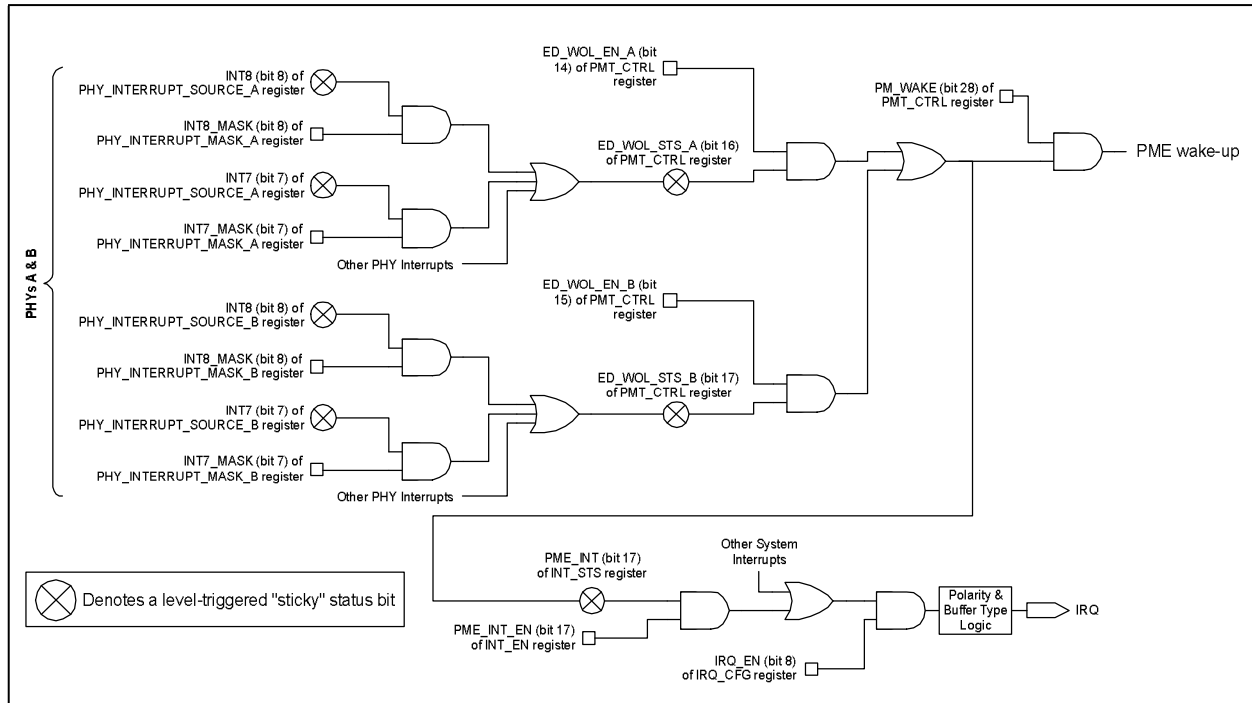 ED_WOL_EN_A (bit
14) of PMT_CTRL
register
INT8 (bit 8) of
PHY_INTERRUPT_SOURCE_A
register
PM_WAKE (bit 28) of
PMT_CTRL register
INT8_MASK (bit 8) of
PHY_INTERRUPT_MASK_A
register
ED_WOL_STS_A (bit 16)
of PMT_CTRL register
PME wake-up
INT7 (bit 7) of
PHY_INTERRUPT_SOURCE_A
register
INT7_MASK (bit 7) of
PHY_INTERRUPT_MASK_A register
Other PHY Interrupts
PHYs A & B
ED_WOL_EN_B (bit
15) of PMT_CTRL
register
INT8 (bit 8) of
PHY_INTERRUPT_SOURCE_B
register
INT8_MASK (bit 8) of
PHY_INTERRUPT_MASK_B
register
ED_WOL_STS_B (bit 17)
of PMT_CTRL register
INT7 (bit 7) of
PHY_INTERRUPT_SOURCE_B
register
INT7_MASK (bit 7) of
PHY_INTERRUPT_MASK_B register
Other PHY Interrupts
Other System
Interrupts
PME_INT (bit 17)
of INT_STS register
Denotes a level-triggered "sticky" status bit
Polarity &
Buffer Type
Logic
IRQ
PME_INT_EN (bit 17)
of INT_EN register
IRQ_EN (bit 8)
of IRQ_CFG register